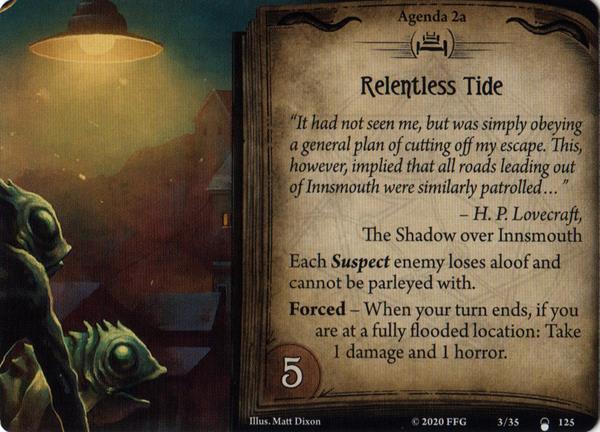 Agenda 2a
Relentless Tide
"It had not seen me, but was simply obeying
a general plan of cutting off my escape. This,
however, implied that all roads leading out
of Innsmouth were similarly patrolled…"
– H. P. Lovecraft,
The Shadow over Innsmouth
Each Suspect enemy loses aloof and
cannot be parleyed with.
Forced – When your turn ends, if you
are at a fully flooded location: Take
1 damage and 1 horror.
5
Illus. Matt Dixon
© 2020 FFG
3/35
125